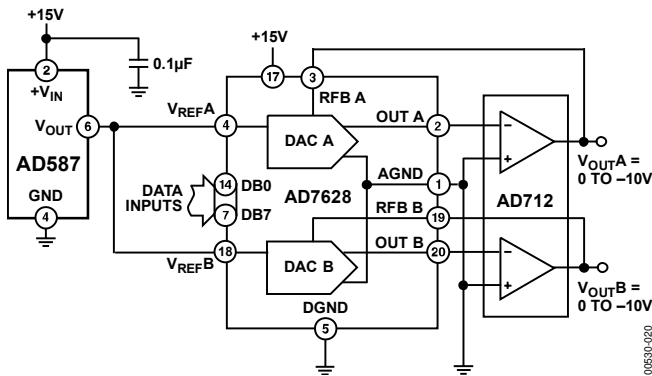 +15V
0.1µF
2
+VIN
VOUT
6
AD587
GND
4
+15V
17
3
RFB A
VREFA
4
DAC A
OUT A
2
DATA
INPUTS
14
DB0
7
DB7
AD7628
AGND
1
RFB B
19
VREFB
18
DAC B
OUT B
20
DGND
5
–
+
AD712
–
+
VOUTA =
0 TO –10V
VOUTB =
0 TO –10V
00530-020